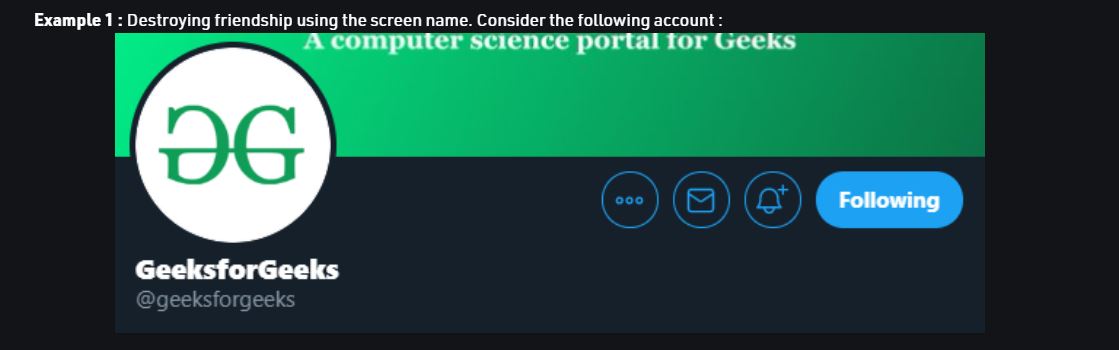 Example 1 : Destroying friendship using the screen name. Consider the following account :
A computer science portal for Geeks
Following
GeeksforGeeks
@geeksforgeeks